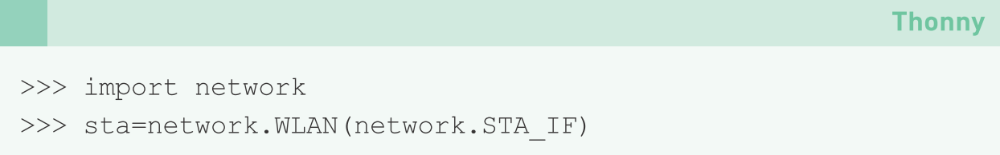 Thonny
>>> import network
>>> sta=network.WLAN(network.STA_IF)